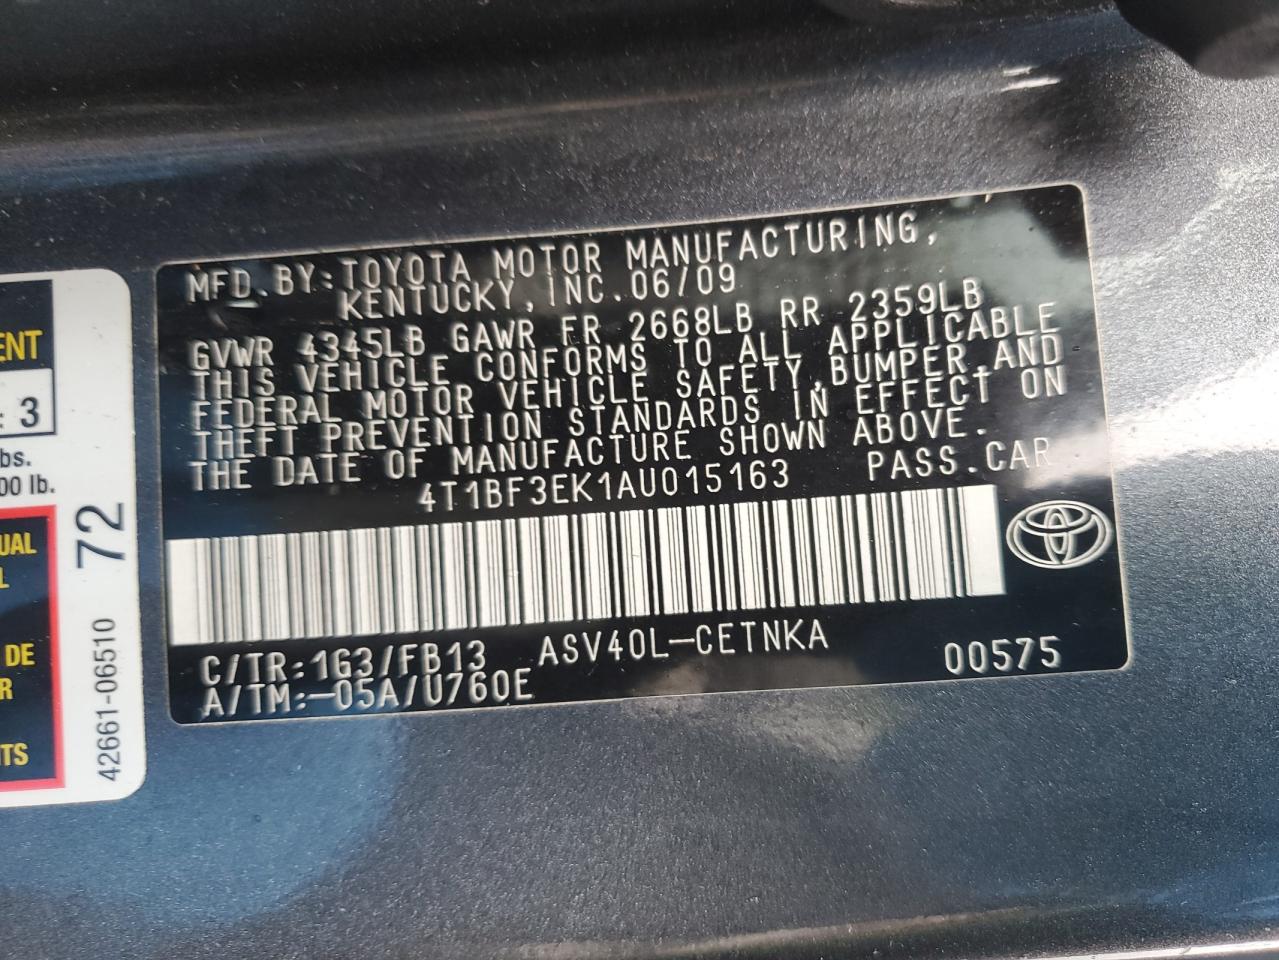 MFD.BY:TOYOTA MOTOR MANUFACTURING,
KENTUCKY, INC. 06/09
GVWR 4345LB GAWR FR 2668LB RR 2359LB
THIS VEHICLE CONFORMS TO ALL APPLICABLE
FEDERAL MOTOR VEHICLE SAFETY,BUMPER,AND
THEFT PREVENTION STANDARDS IN EFFECT ON
THE DATE OF MANUFACTURE SHOWN ABOVE.
4T1BF3EK1AU015163 PASS.CAR
C/TR:1G3/FB13 ASV40L-CETNKA 00575
A/TM:-05A/U760E
ENT
: 3
bs.
00 lb.
UAL
L
DE
R
ITS
42661-06510 72